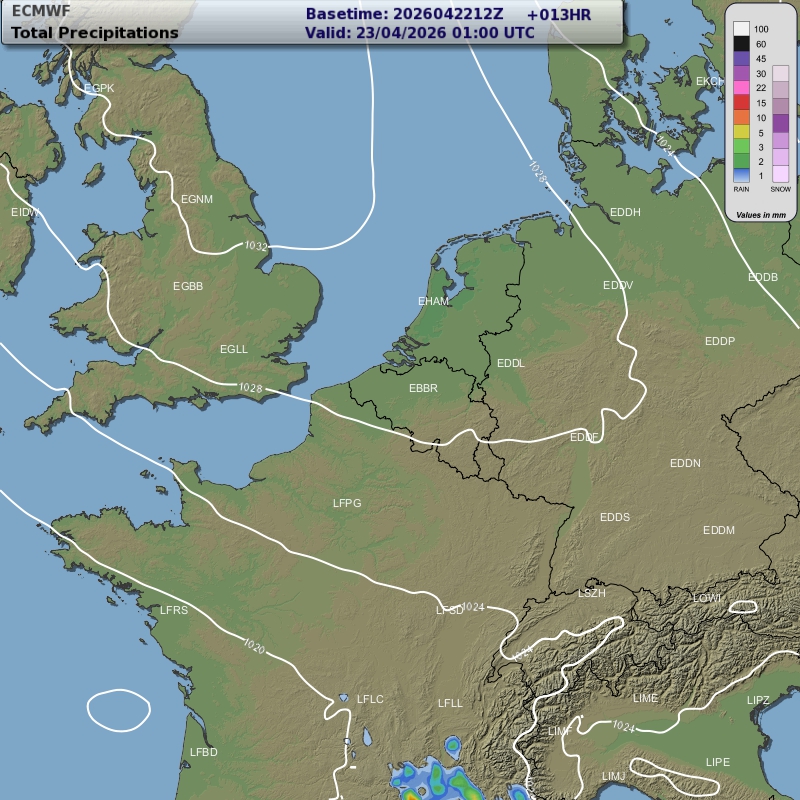 ECMWF
Basetime: 2026042212Z +013HR
Total Precipitations
Valid: 23/04/2026 01:00 UTC
100
60
45
30
22
15
10
5
3
2
1
RAIN
SNOW
Values in mm
EGPK
EIDW
EGNM
1032
EGBB
EGLL
1028
EHAM
EBBR
EDDL
1028
EDDH
EDDV
EDDB
EDDP
EDDF
EDDN
EDDS
EDDM
LFPG
LFRS
1020
LFSD
1024
LSZH
LOWI
1024
LFLC
LFLL
LFBD
LIME
LIMF
1024
LIPZ
LIPE
LIMJ